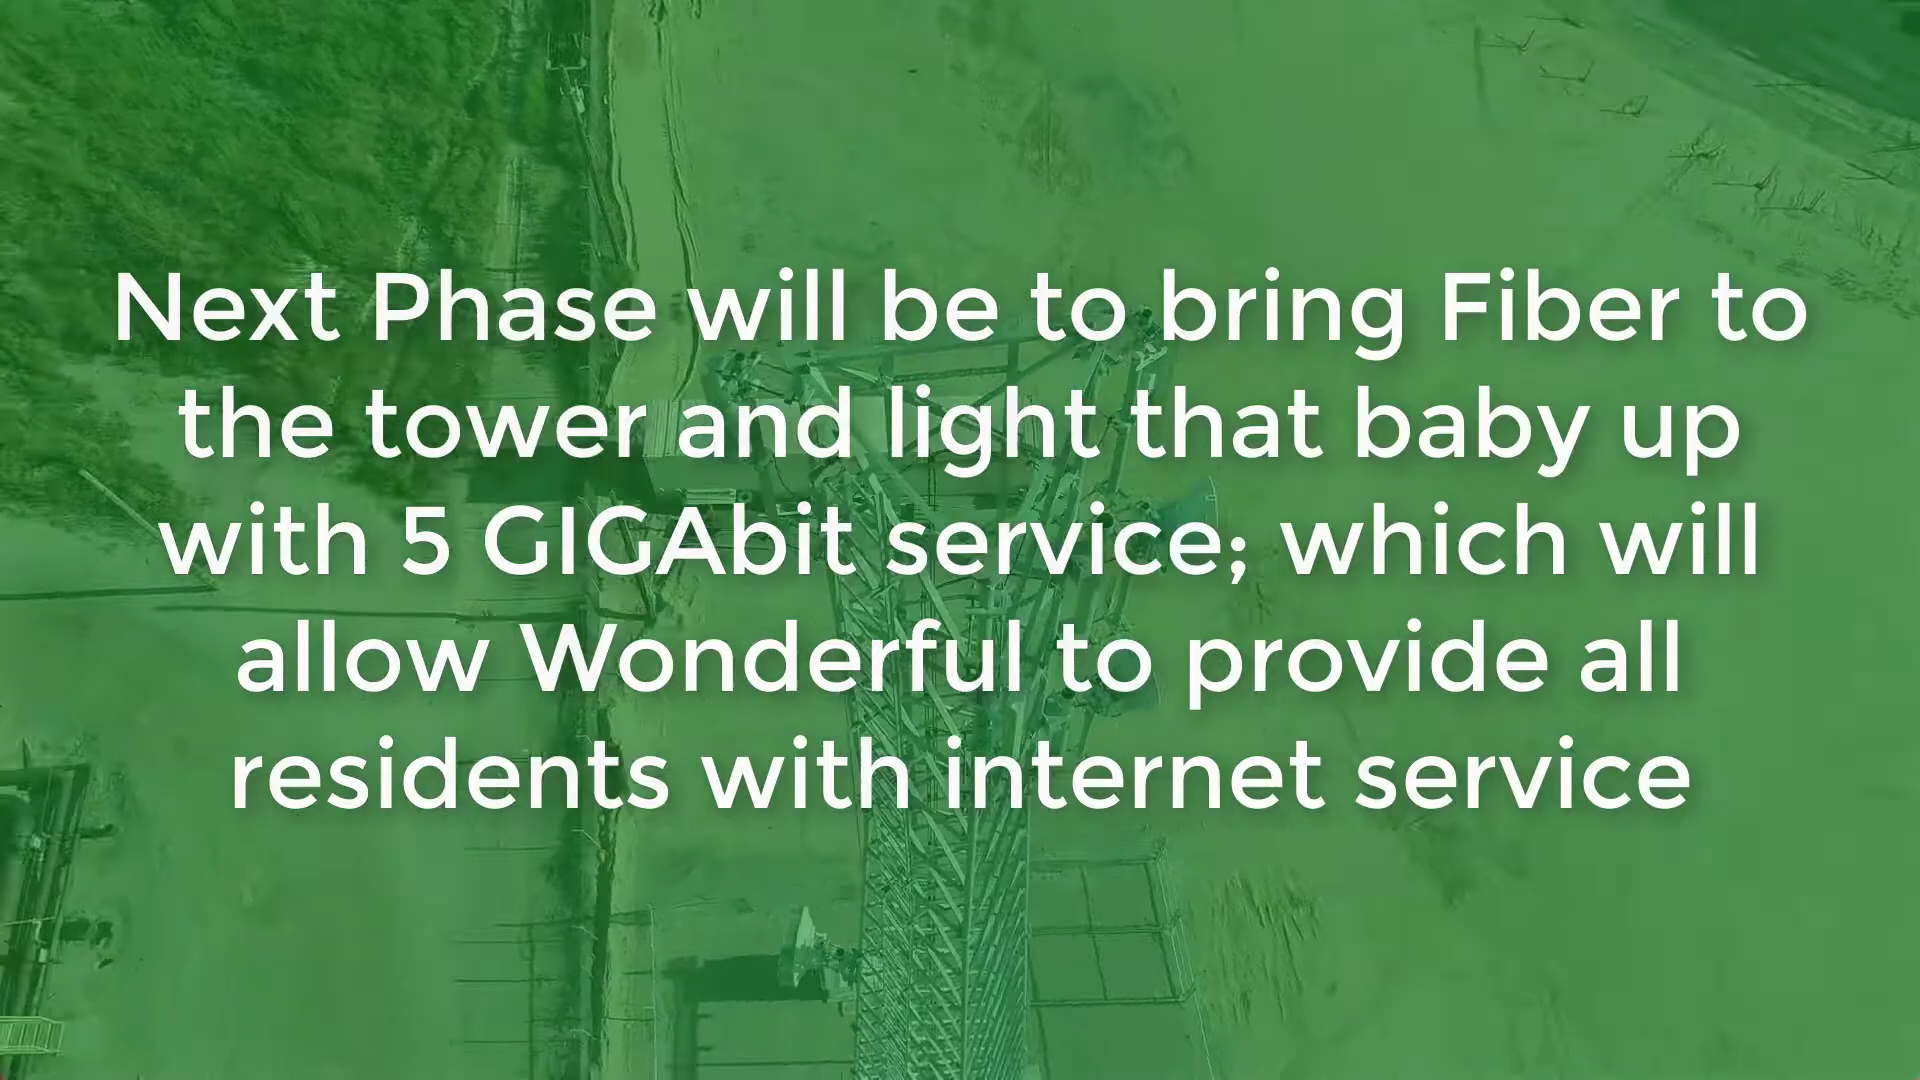 Next Phase will be to bring Fiber to
the tower and light that baby up
with 5 GIGAbit service; which will
allow Wonderful to provide all
residents with internet service